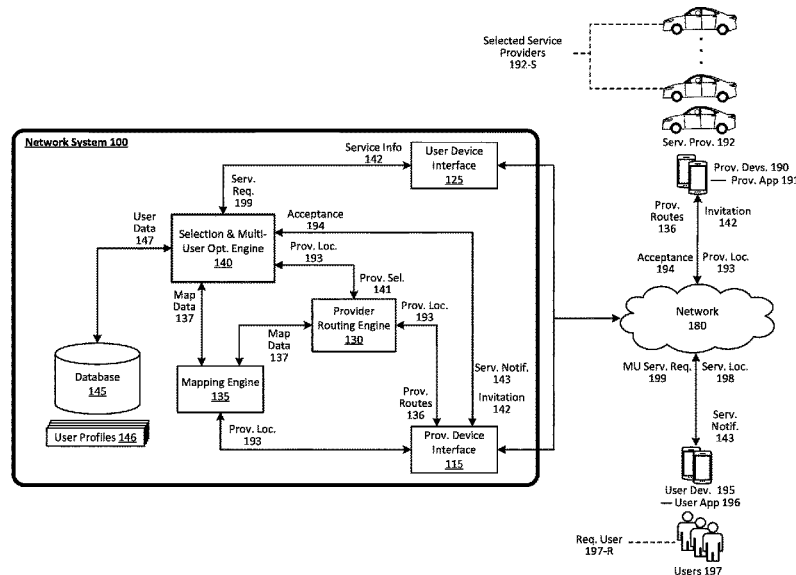 Selected Service
Providers
192-S
Serv. Prov. 192
Prov. Devs. 190
Prov. App 191
Prov.
Routes
136
Invitation
142
Acceptance
194
Prov. Loc.
193
Network
180
MU Serv. Req.
199
Serv. Loc.
198
Serv.
Notif.
143
User Dev. 195
User App 196
Req. User
197-R
Users 197
Network System 100
Service Info
142
User Device
Interface
125
Serv.
Req.
199
User
Data
147
Acceptance
194
Selection & Multi-
User Opt. Engine
140
Prov. Loc.
193
Prov. Sel.
141
Map
Data
137
Provider
Routing Engine
130
Prov. Loc.
193
Map
Data
137
Database
145
Mapping Engine
135
Serv. Notif.
143
Prov.
Routes
136
Invitation
142
User Profiles 146
Prov. Loc.
193
Prov. Device
Interface
115